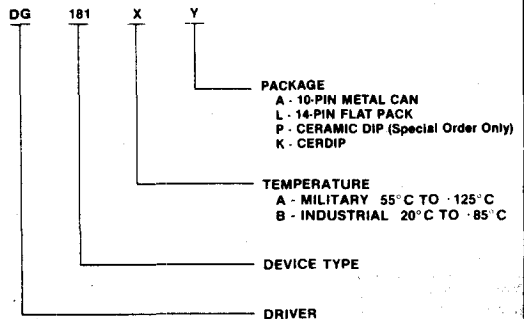 DG 181 X Y
PACKAGE
A - 10-PIN METAL CAN
L - 14-PIN FLAT PACK
P - CERAMIC DIP (Special Order Only)
K - CERDIP
TEMPERATURE
A - MILITARY 55°C TO ·125°C
B - INDUSTRIAL 20°C TO ·85°C
DEVICE TYPE
DRIVER